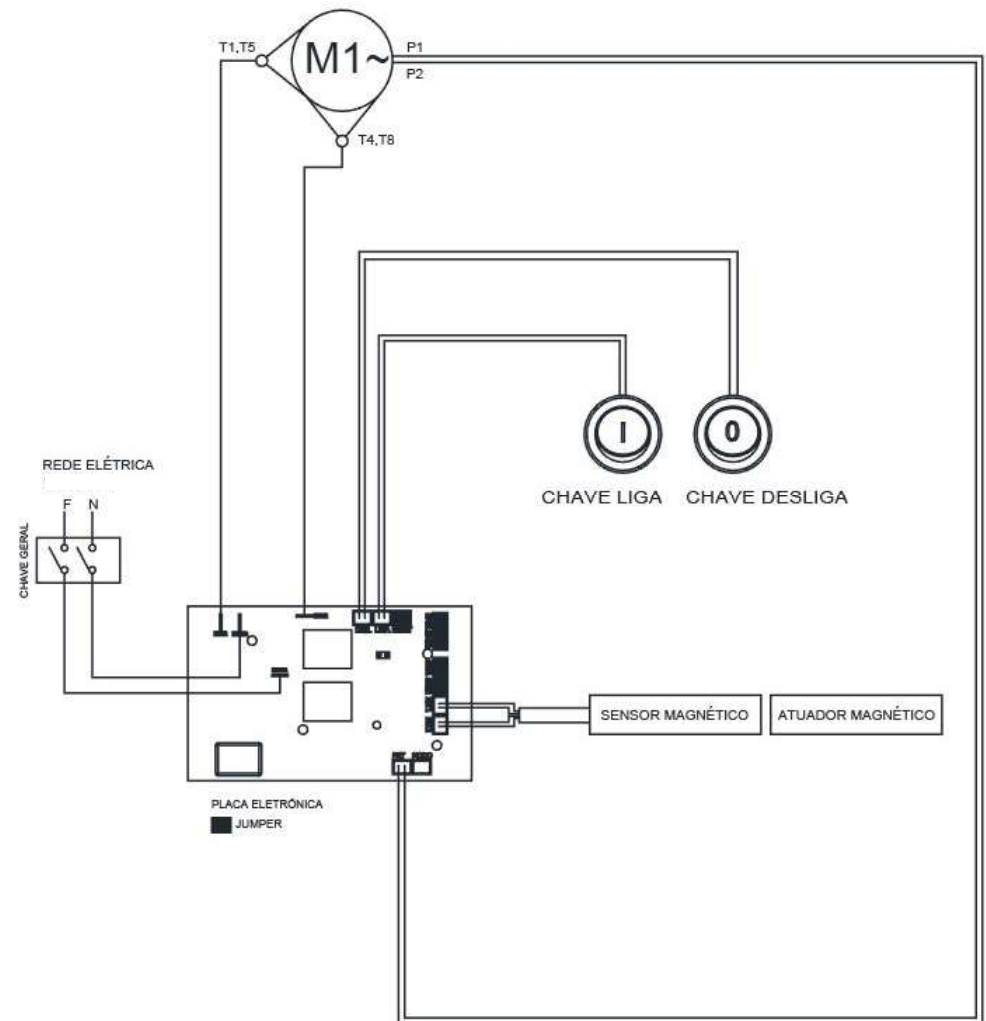 T1,T5
M1~
P1
P2
T4,T8
I
0
CHAVE LIGA
CHAVE DESLIGA
REDE ELÉTRICA
F
N
CHAVE GERAL
SENSOR MAGNÉTICO
ATUADOR MAGNÉTICO
PLACA ELETRÔNICA
JUMPER